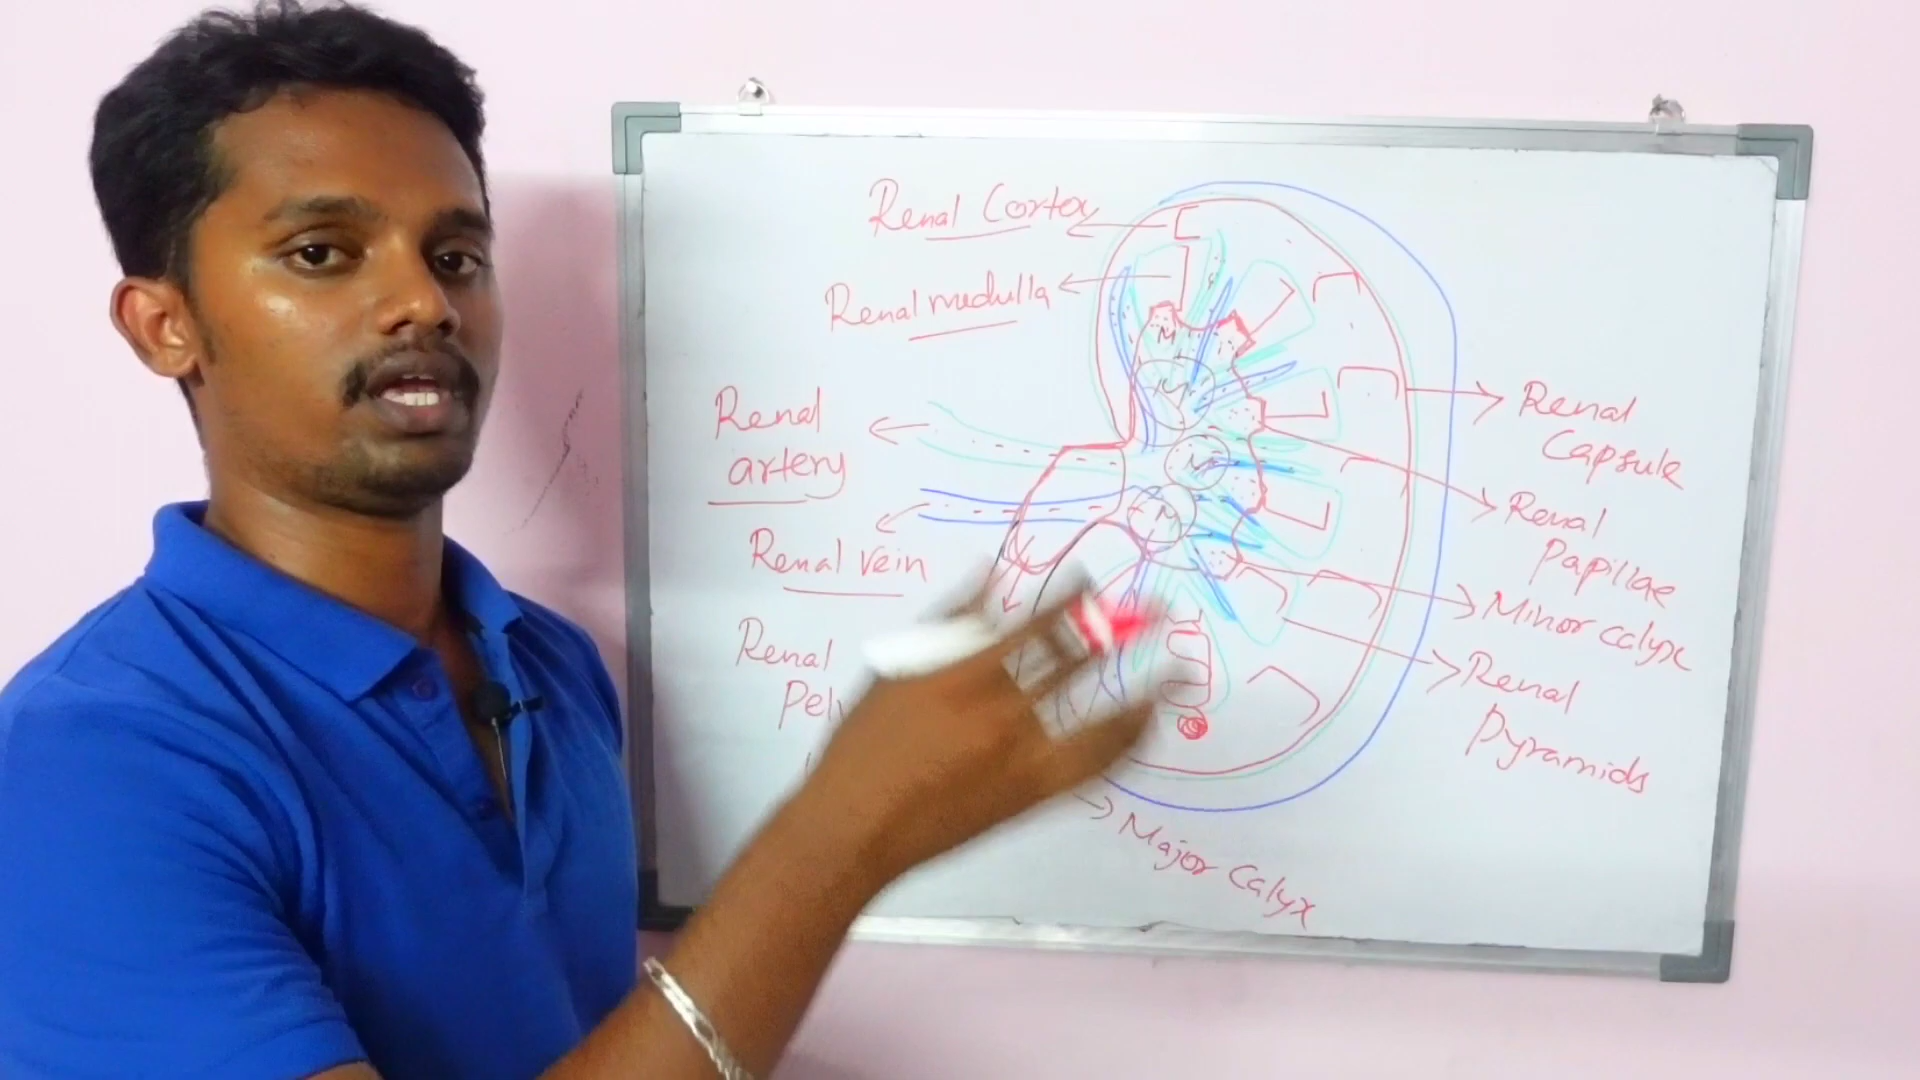 Renal Cortex
Renal medulla
Renal
artery
Renal vein
Renal
M
M
M
M
M
Renal
Capsule
Renal
Papillae
Minor calyx
Renal
Pyramids
Major Calyx